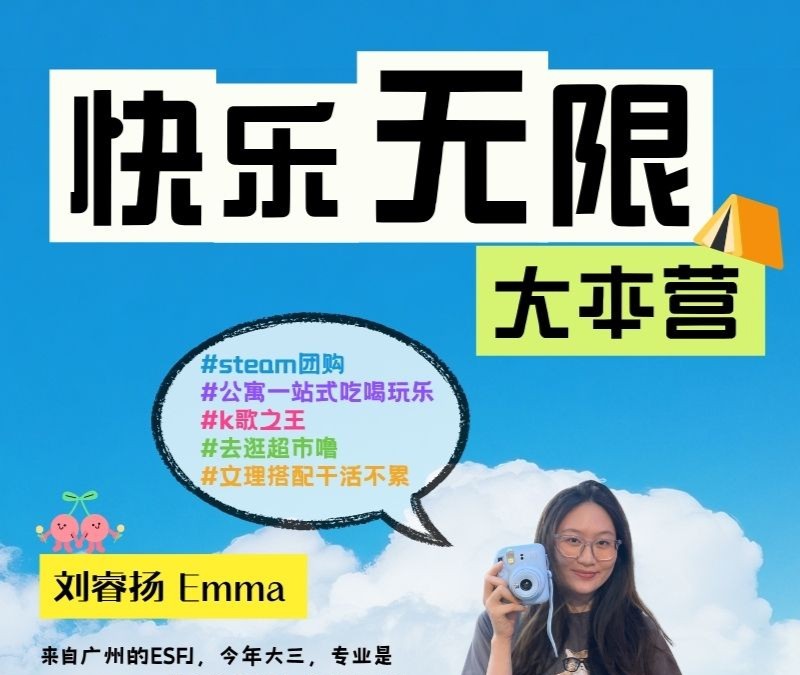 快乐无限
大本营
#steam团购
#公寓一站式吃喝玩乐
#k歌之王
#去逛超市噜
#立理搭配干活不累
刘睿扬 Emma
来自广州的ESFJ，今年大三，专业是